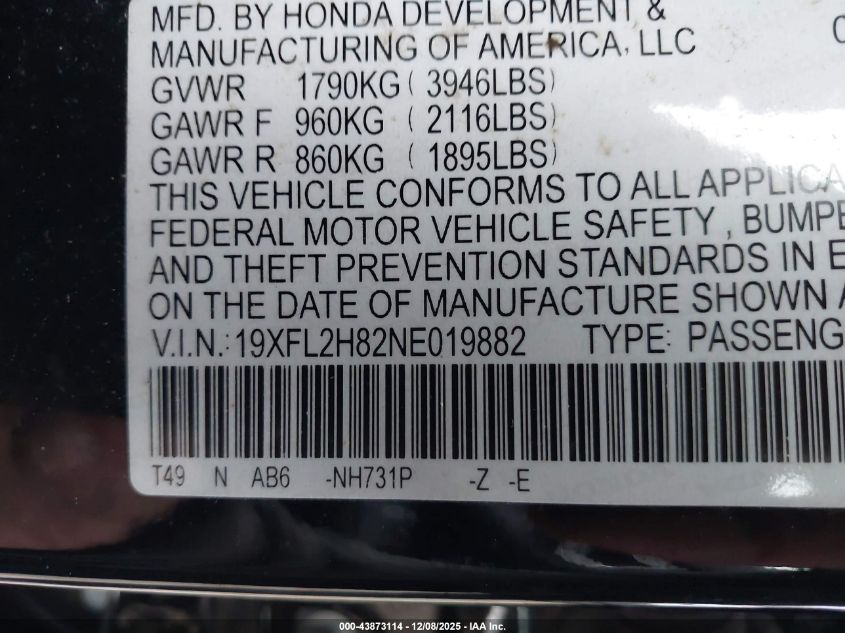 MFD. BY HONDA DEVELOPMENT &
MANUFACTURING OF AMERICA, LLC
GVWR 1790KG ( 3946LBS)
GAWR F 960KG ( 2116LBS)
GAWR R 860KG ( 1895LBS)
THIS VEHICLE CONFORMS TO ALL APPLICA
FEDERAL MOTOR VEHICLE SAFETY , BUMPE
AND THEFT PREVENTION STANDARDS IN E
ON THE DATE OF MANUFACTURE SHOWN A
V.I.N.: 19XFL2H82NE019882 TYPE: PASSENG
T49 N AB6 -NH731P -Z -E
000-43873114 - 12/08/2025 - IAA Inc.